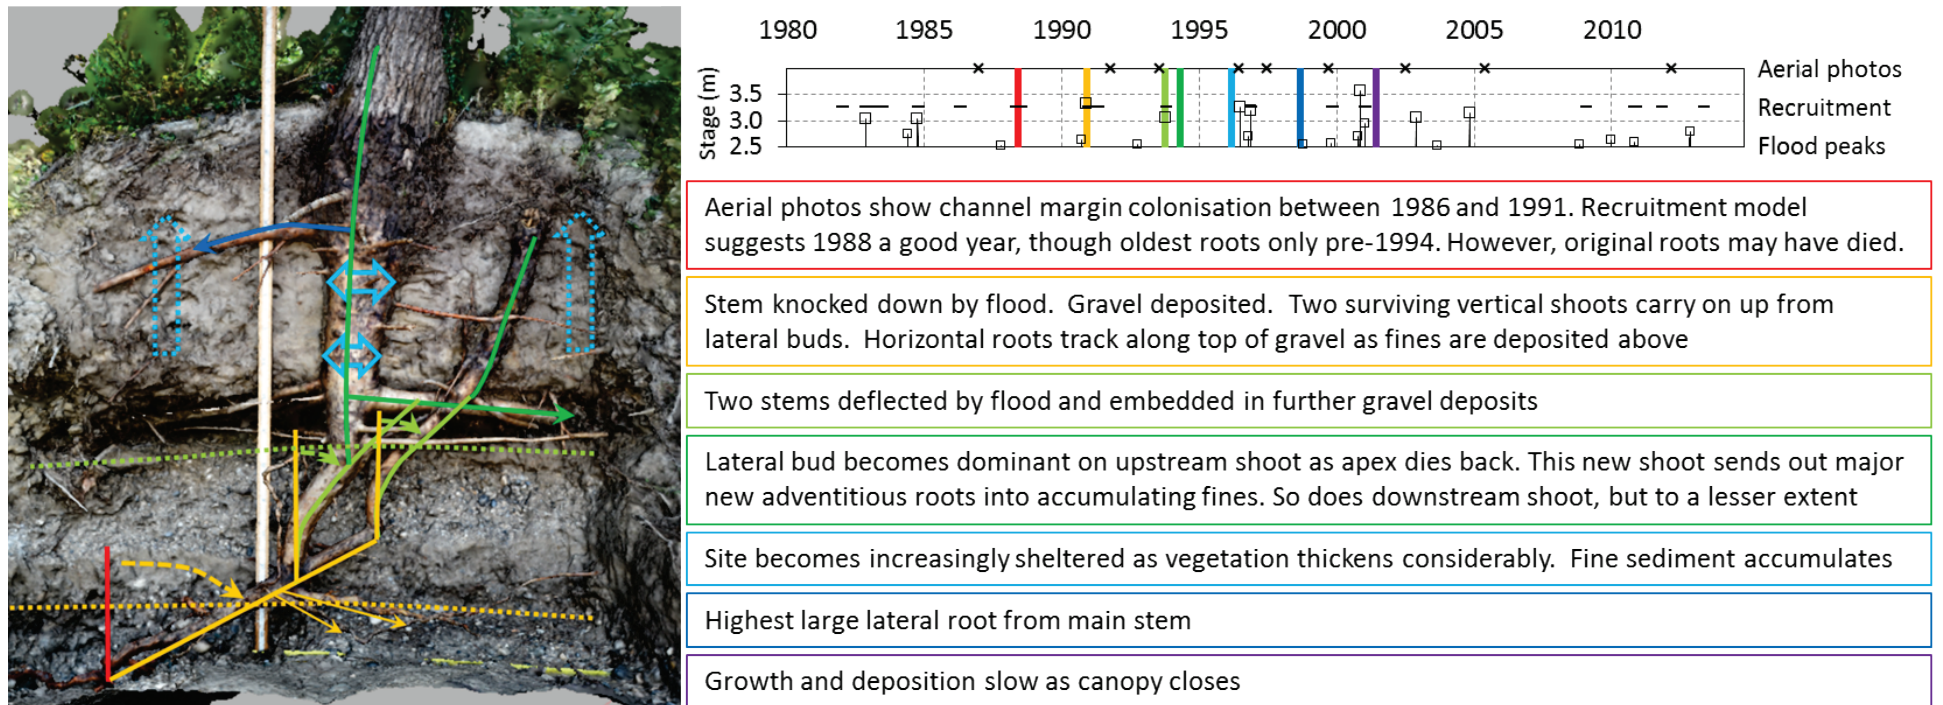 1980 1985 1990 1995 2000 2005 2010
Aerial photos
Stage (m)
3.5
Recruitment
3.0
2.5
Flood peaks
Aerial photos show channel margin colonisation between 1986 and 1991. Recruitment model
suggests 1988 a good year, though oldest roots only pre-1994. However, original roots may have died.
Stem knocked down by flood. Gravel deposited. Two surviving vertical shoots carry on up from
lateral buds. Horizontal roots track along top of gravel as fines are deposited above
Two stems deflected by flood and embedded in further gravel deposits
Lateral bud becomes dominant on upstream shoot as apex dies back. This new shoot sends out major
new adventitious roots into accumulating fines. So does downstream shoot, but to a lesser extent
Site becomes increasingly sheltered as vegetation thickens considerably. Fine sediment accumulates
Highest large lateral root from main stem
Growth and deposition slow as canopy closes